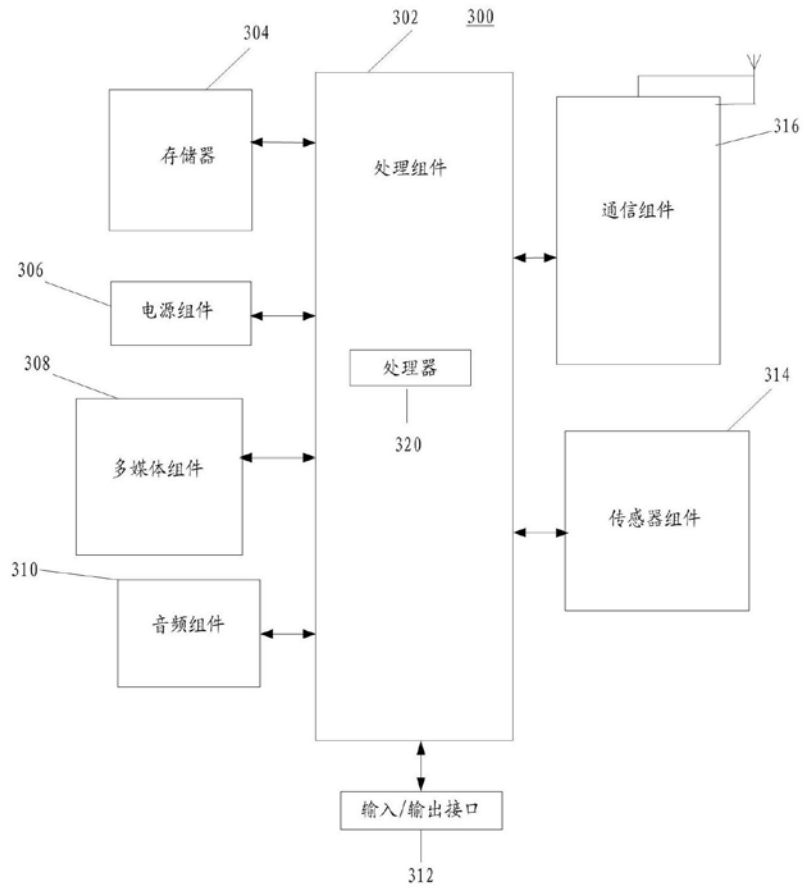 302
300
304
316
存储器
处理组件
通信组件
306
电源组件
308
处理器
314
320
多媒体组件
传感器组件
310
音频组件
输入/输出接口
312